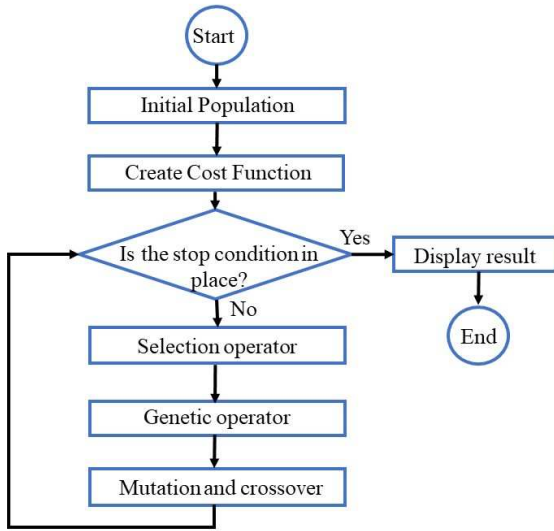 Start
Initial Population
Create Cost Function
Is the stop condition in
place?
Yes
Display result
End
No
Selection operator
Genetic operator
Mutation and crossover